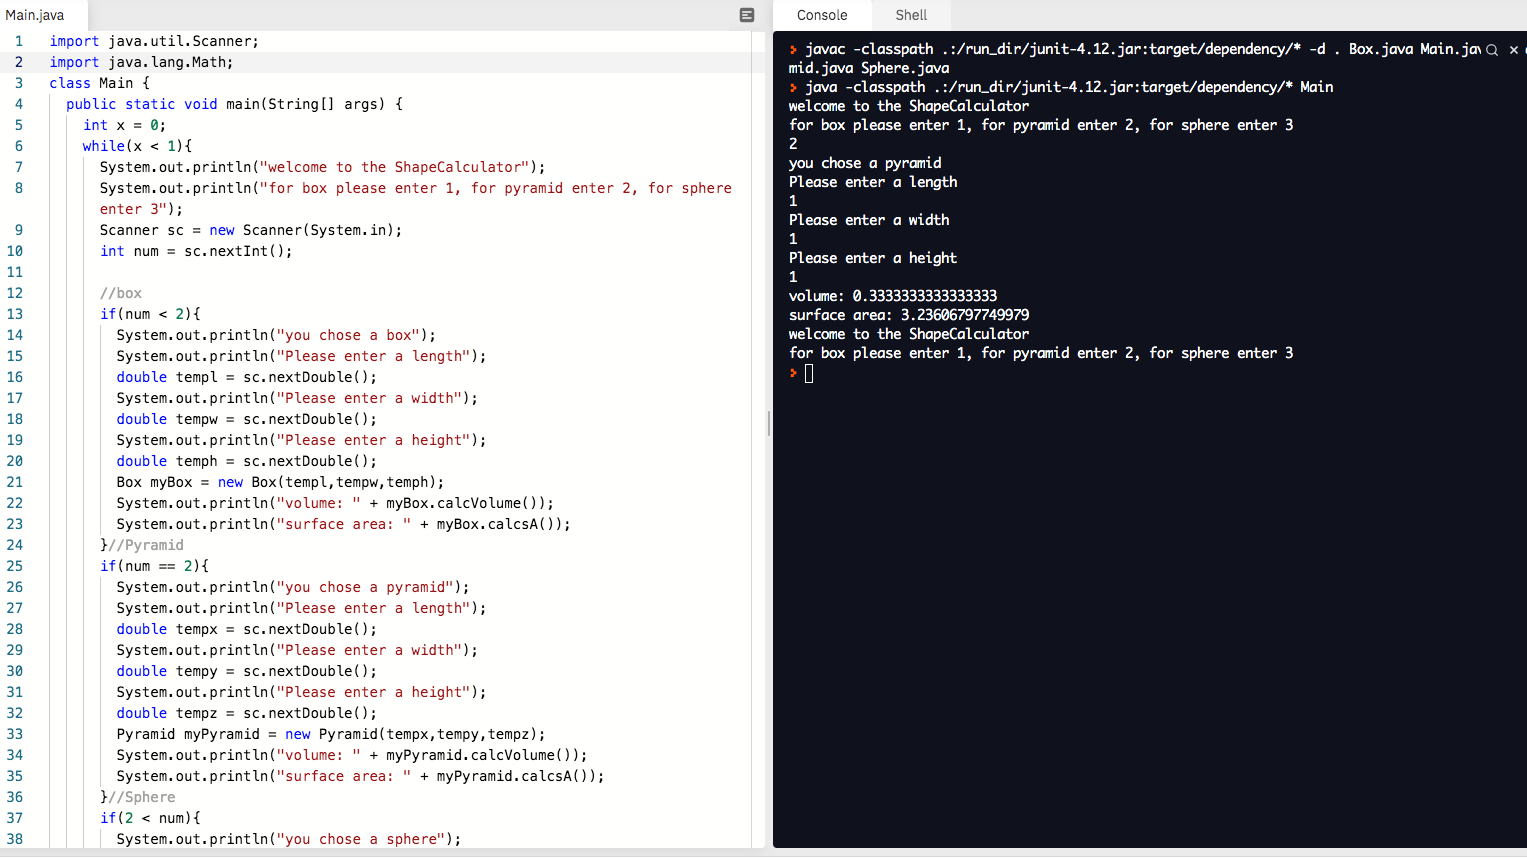 Main.java
1 import java.util.Scanner;
2 import java.lang.Math;
3 class Main {
4 public static void main(String[] args) {
5 int x = 0;
6 while(x < 1){
7 System.out.println("welcome to the ShapeCalculator");
8 System.out.println("for box please enter 1, for pyramid enter 2, for sphere
enter 3");
9 Scanner sc = new Scanner(System.in);
10 int num = sc.nextInt();
11
12 //box
13 if(num < 2){
14 System.out.println("you chose a box");
15 System.out.println("Please enter a length");
16 double templ = sc.nextDouble();
17 System.out.println("Please enter a width");
18 double tempw = sc.nextDouble();
19 System.out.println("Please enter a height");
20 double temph = sc.nextDouble();
21 Box myBox = new Box(templ,tempw,temph);
22 System.out.println("volume: " + myBox.calcVolume());
23 System.out.println("surface area: " + myBox.calcsA());
24 }//Pyramid
25 if(num == 2){
26 System.out.println("you chose a pyramid");
27 System.out.println("Please enter a length");
28 double tempx = sc.nextDouble();
29 System.out.println("Please enter a width");
30 double tempy = sc.nextDouble();
31 System.out.println("Please enter a height");
32 double tempz = sc.nextDouble();
33 Pyramid myPyramid = new Pyramid(tempx,tempy,tempz);
34 System.out.println("volume: " + myPyramid.calcVolume());
35 System.out.println("surface area: " + myPyramid.calcsA());
36 }//Sphere
37 if(2 < num){
38 System.out.println("you chose a sphere");
Console Shell
javac -classpath .:/run_dir/junit-4.12.jar:target/dependency/* -d . Box.java Main.jav
mid.java Sphere.java
java -classpath .:/run_dir/junit-4.12.jar:target/dependency/* Main
welcome to the ShapeCalculator
for box please enter 1, for pyramid enter 2, for sphere enter 3
2
you chose a pyramid
Please enter a length
1
Please enter a width
1
Please enter a height
1
volume: 0.3333333333333333
surface area: 3.23606797749979
welcome to the ShapeCalculator
for box please enter 1, for pyramid enter 2, for sphere enter 3